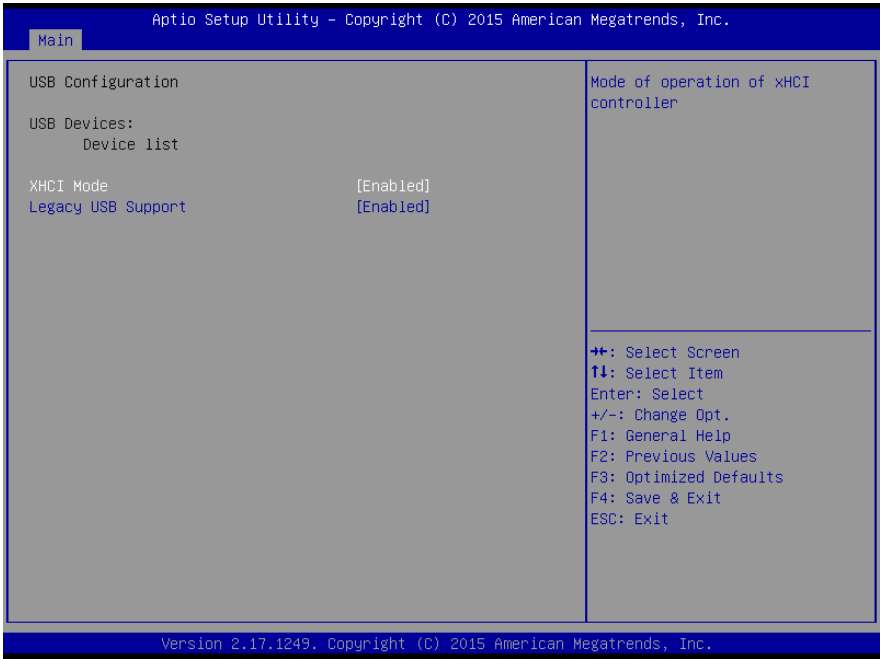 Aptio Setup Utility – Copyright (C) 2015 American Megatrends, Inc.
Main
USB Configuration
USB Devices:
Device list
XHCI Mode [Enabled]
Legacy USB Support [Enabled]
Mode of operation of xHCI
controller
→←: Select Screen
↑↓: Select Item
Enter: Select
+/-: Change Opt.
F1: General Help
F2: Previous Values
F3: Optimized Defaults
F4: Save & Exit
ESC: Exit
Version 2.17.1249. Copyright (C) 2015 American Megatrends, Inc.